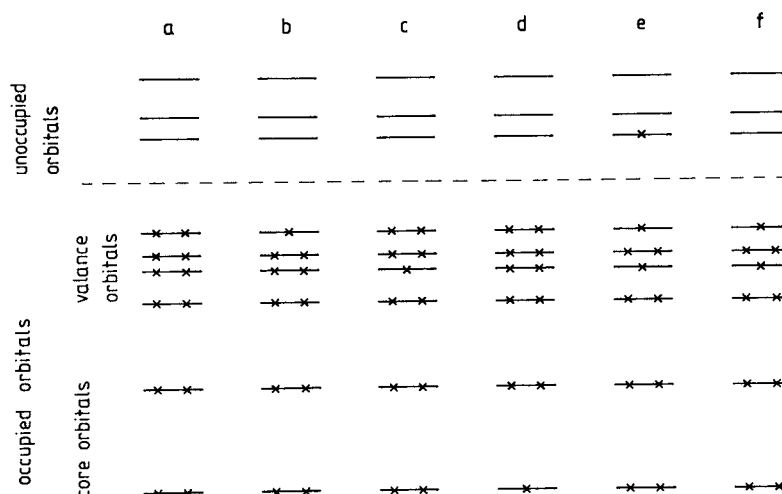 a b c d e f
unoccupied
orbitals
valance
orbitals
occupied orbitals
core orbitals